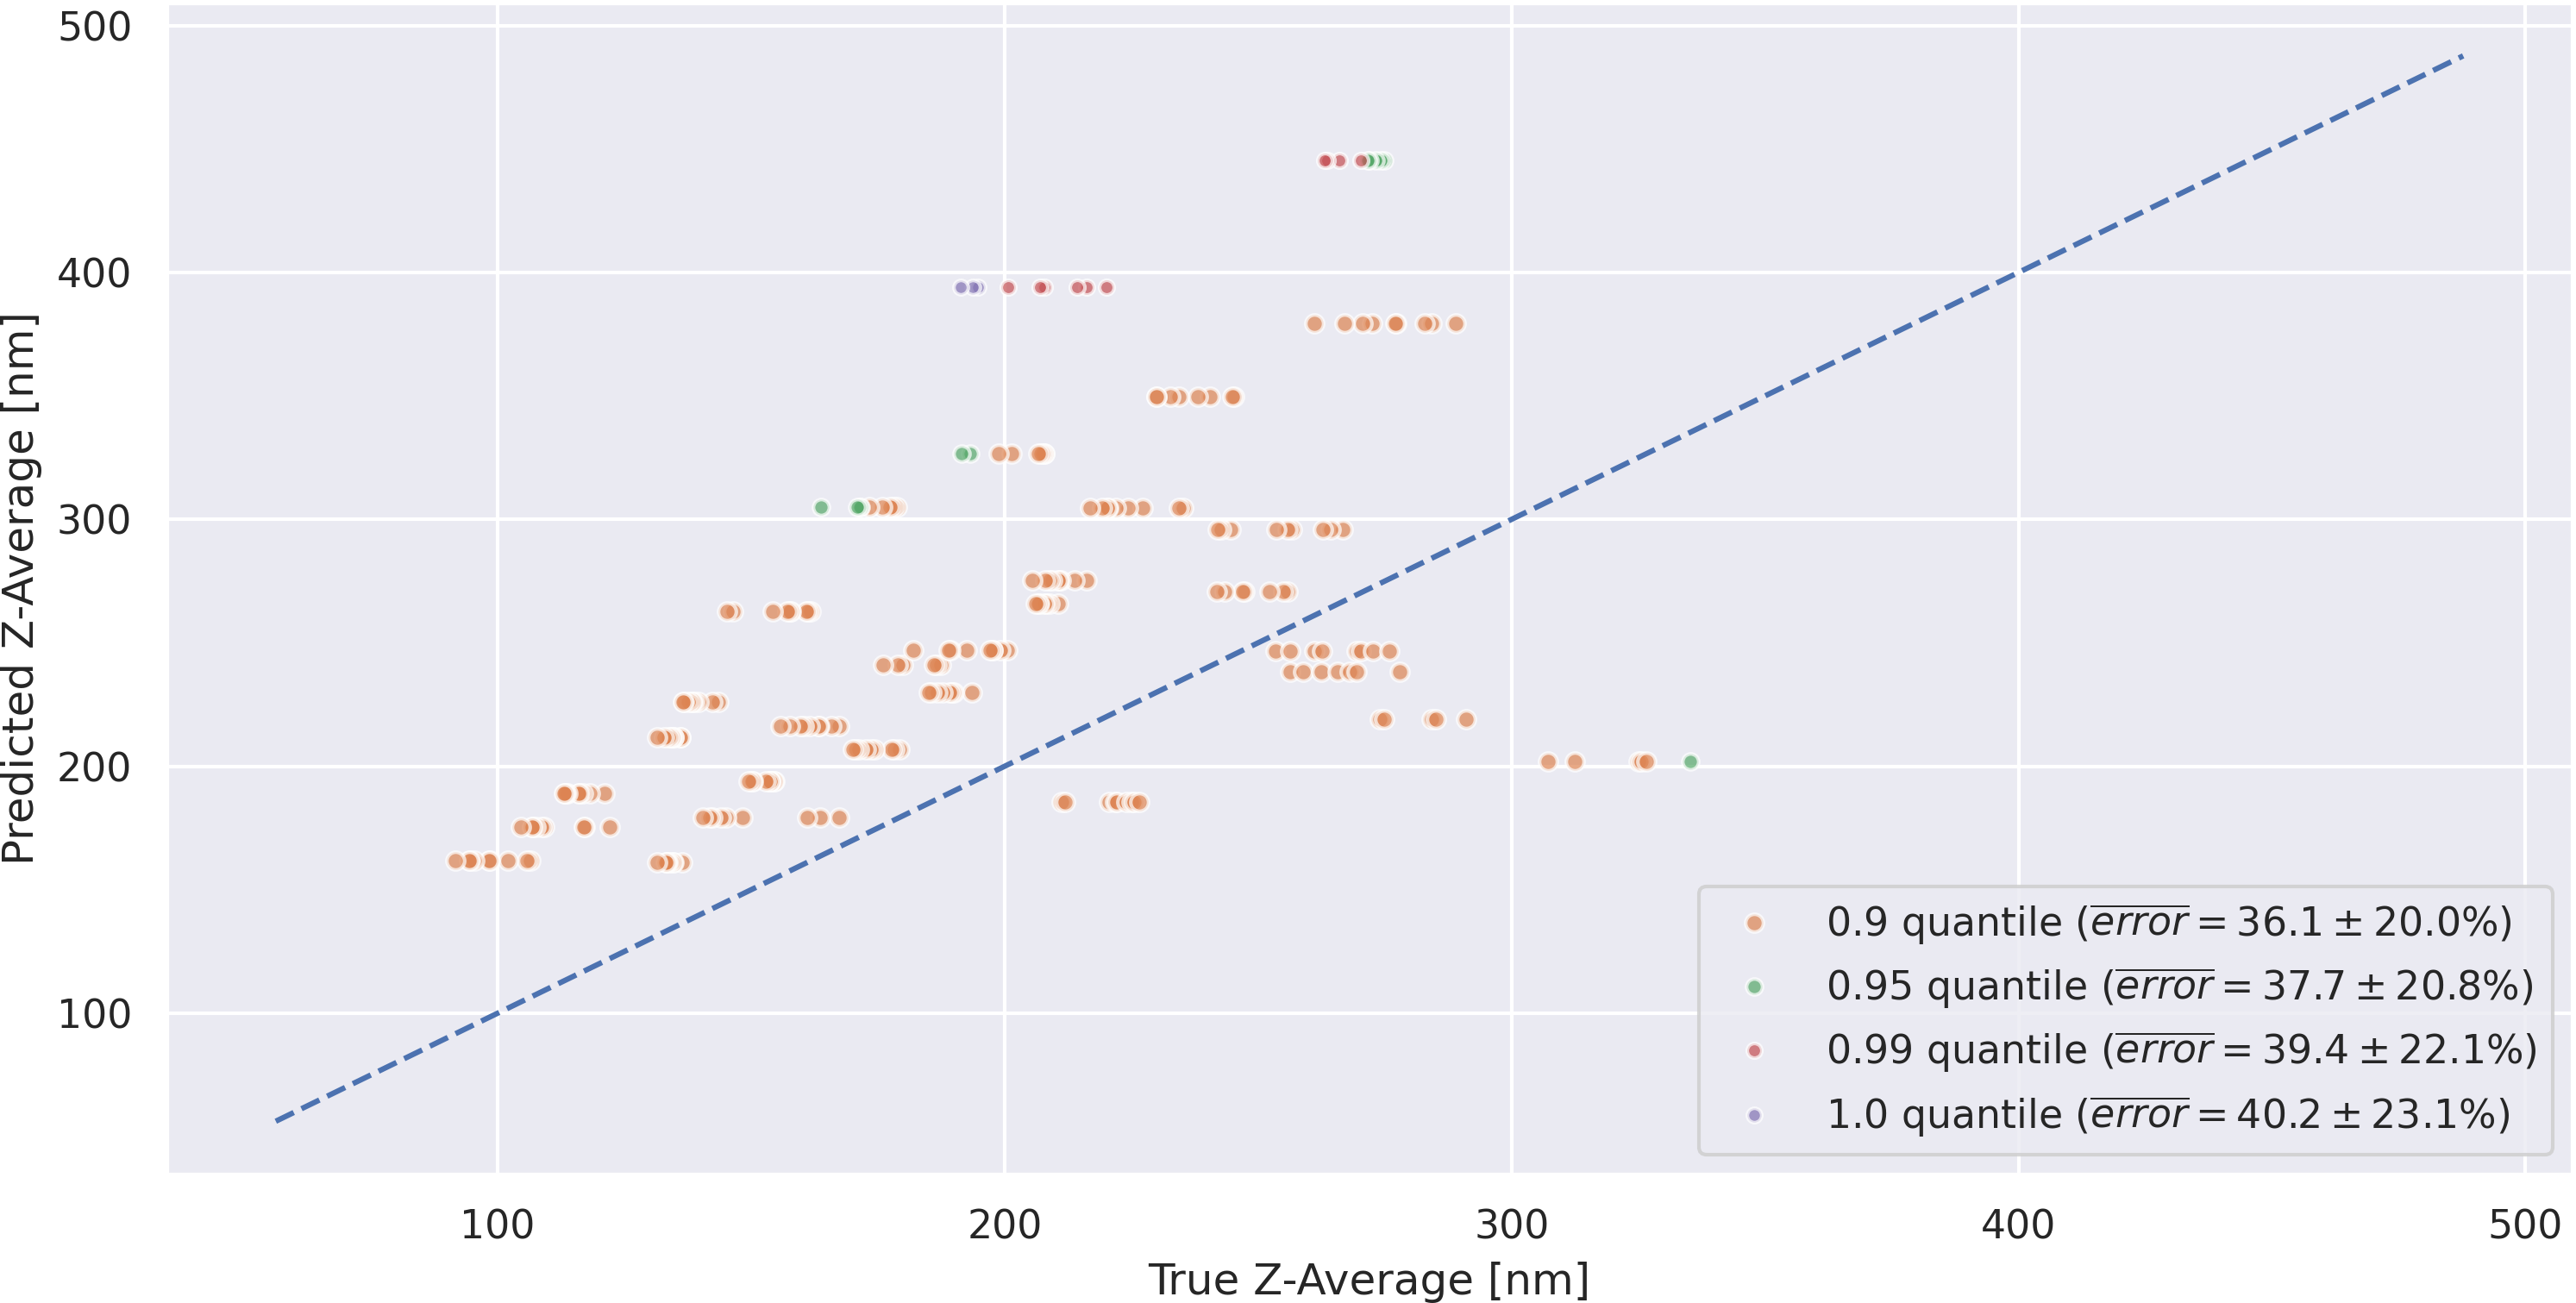 500
400
300
200
100
Predicted Z-Average [nm]
0.9 quantile (error = 36.1 ± 20.0%)
0.95 quantile (error = 37.7 ± 20.8%)
0.99 quantile (error = 39.4 ± 22.1%)
1.0 quantile (error = 40.2 ± 23.1%)
100 200 300 400 500
True Z-Average [nm]